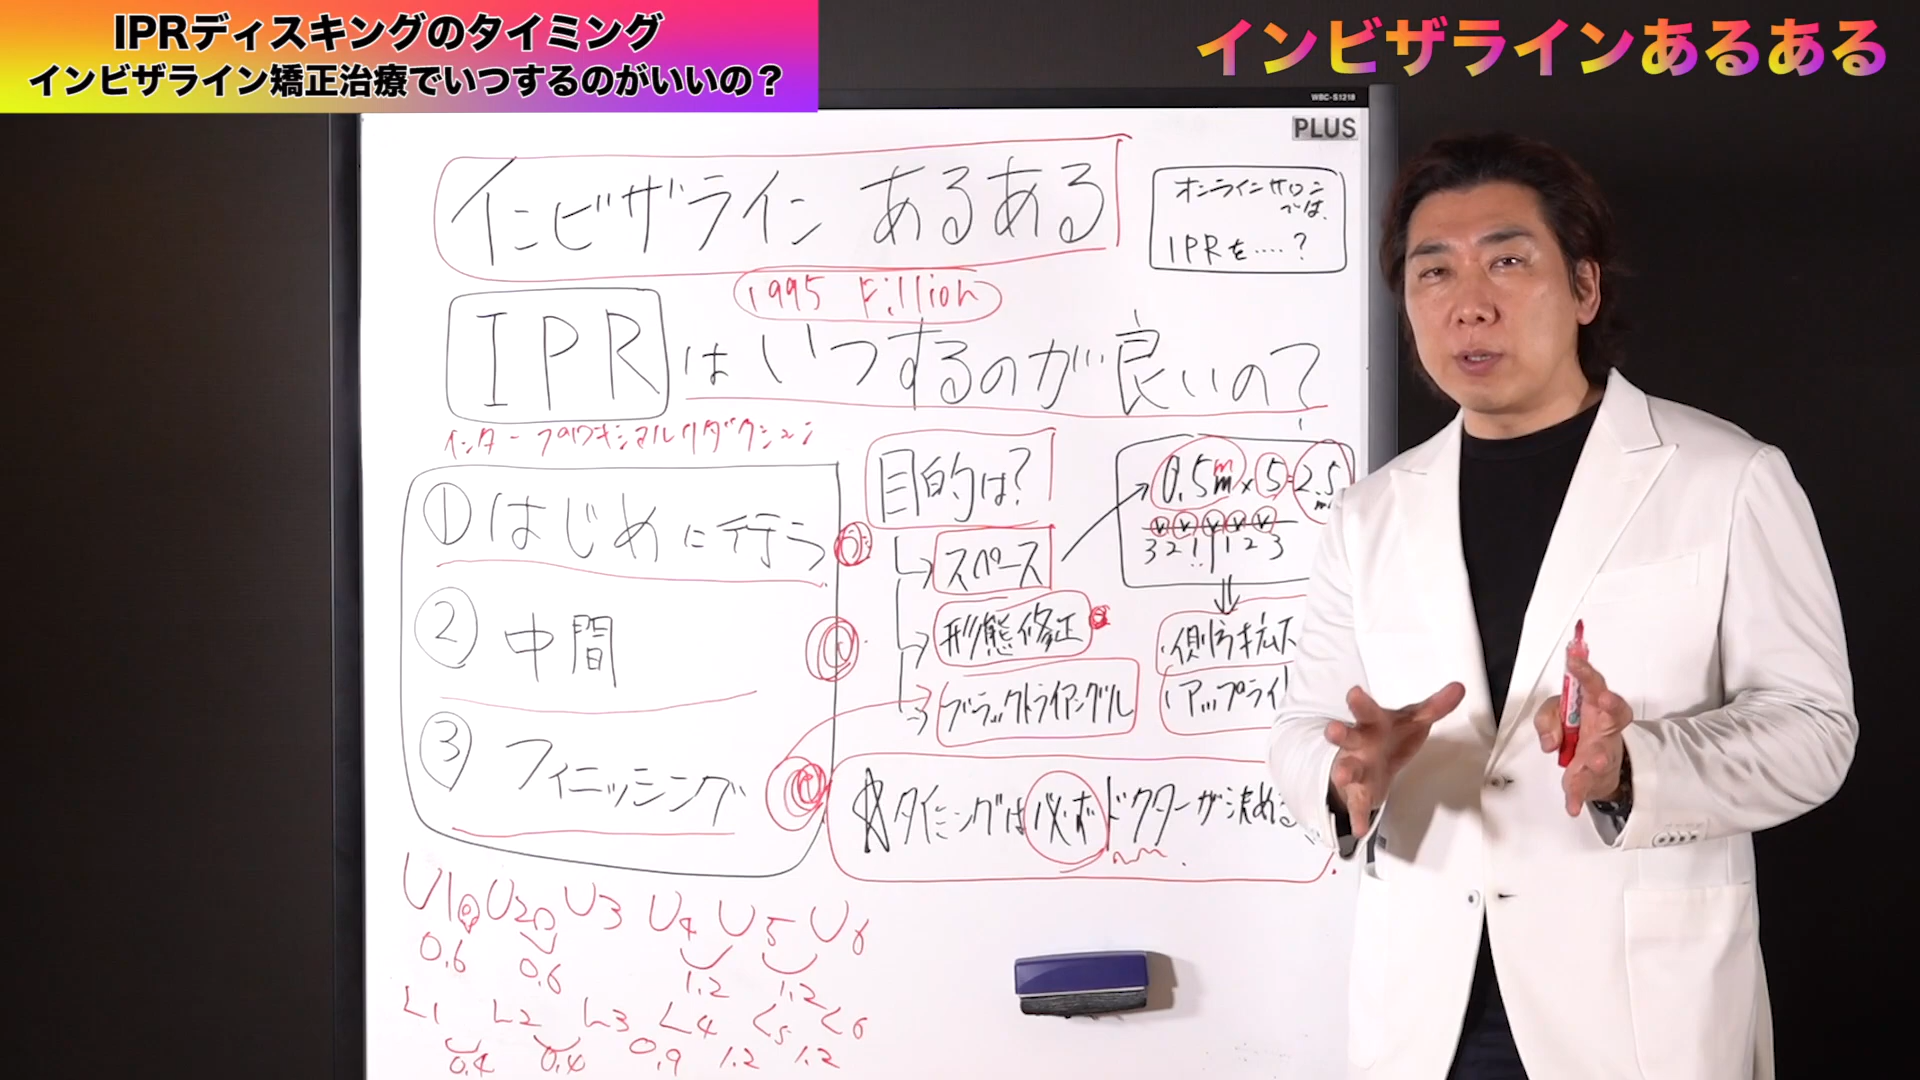 IPRディスキングのタイミング
インビザライン矯正治療でいつするのがいいの？
インビザラインあるある
WBC-S1218
PLUS
インビザライン あるある
オンラインサロンでは、
IPRを....?
1995 Fillion
IPR はいつするのが良いの?
インタープロワキシマルリダクション
①はじめに行う
② 中間
③ フィニッシング
目的は?
スペース
形態修正
ブラックトライアングル
0.5mm×5=2.5
3 2 1 1 2 3
側方拡大
アップライ
タイミングは必ずドクターが決める
U1 U2 U3 U4 U5 U6
0.6 0.6 1.2 1.2
L1 L2 L3 L4 L5 L6
0.4 0.4 0.9 1.2 1.2